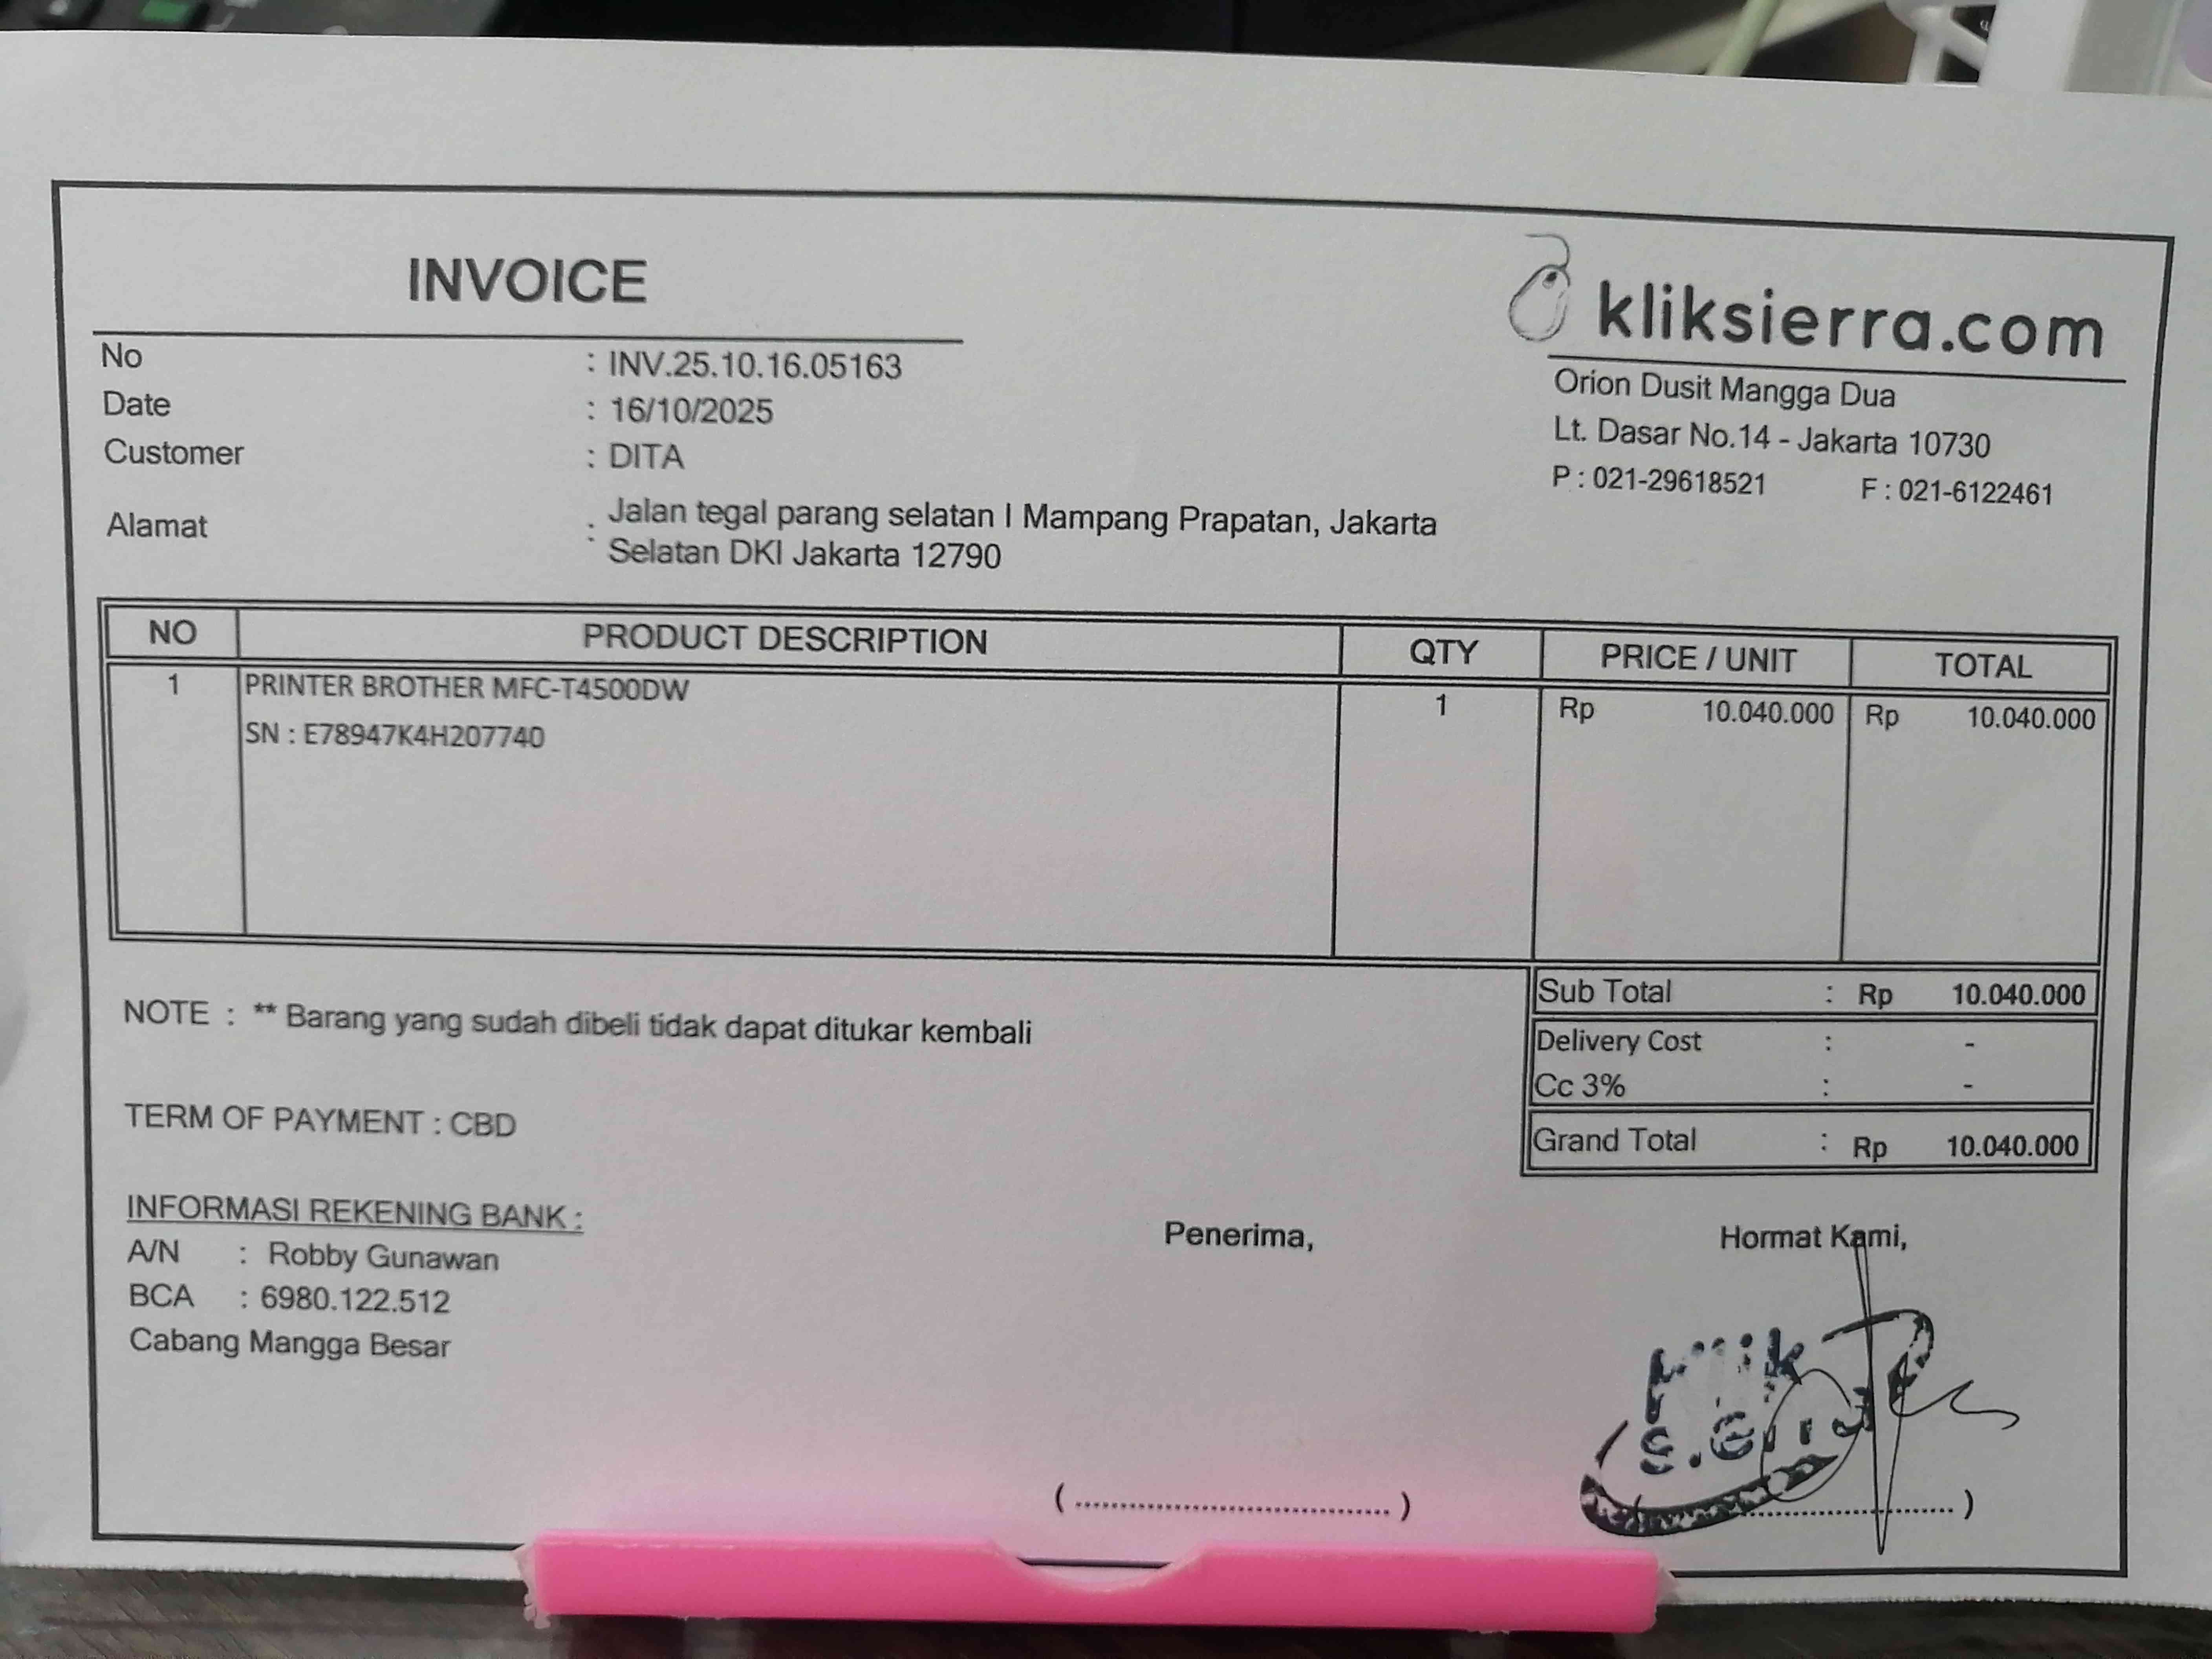 INVOICE
kliksierra.com
Orion Dusit Mangga Dua
Lt. Dasar No.14 - Jakarta 10730
P : 021-29618521 F : 021-6122461
No : INV.25.10.16.05163
Date : 16/10/2025
Customer : DITA
Alamat : Jalan tegal parang selatan I Mampang Prapatan, Jakarta
Selatan DKI Jakarta 12790
NO PRODUCT DESCRIPTION QTY PRICE / UNIT TOTAL
1 PRINTER BROTHER MFC-T4500DW 1 Rp 10.040.000 Rp 10.040.000
SN : E78947K4H207740
Sub Total : Rp 10.040.000
NOTE : ** Barang yang sudah dibeli tidak dapat ditukar kembali
Delivery Cost : -
Cc 3% : -
TERM OF PAYMENT : CBD
Grand Total : Rp 10.040.000
INFORMASI REKENING BANK :
A/N : Robby Gunawan
BCA : 6980.122.512
Cabang Mangga Besar
Penerima,
Hormat Kami,
( .................................. )
( .................................. )